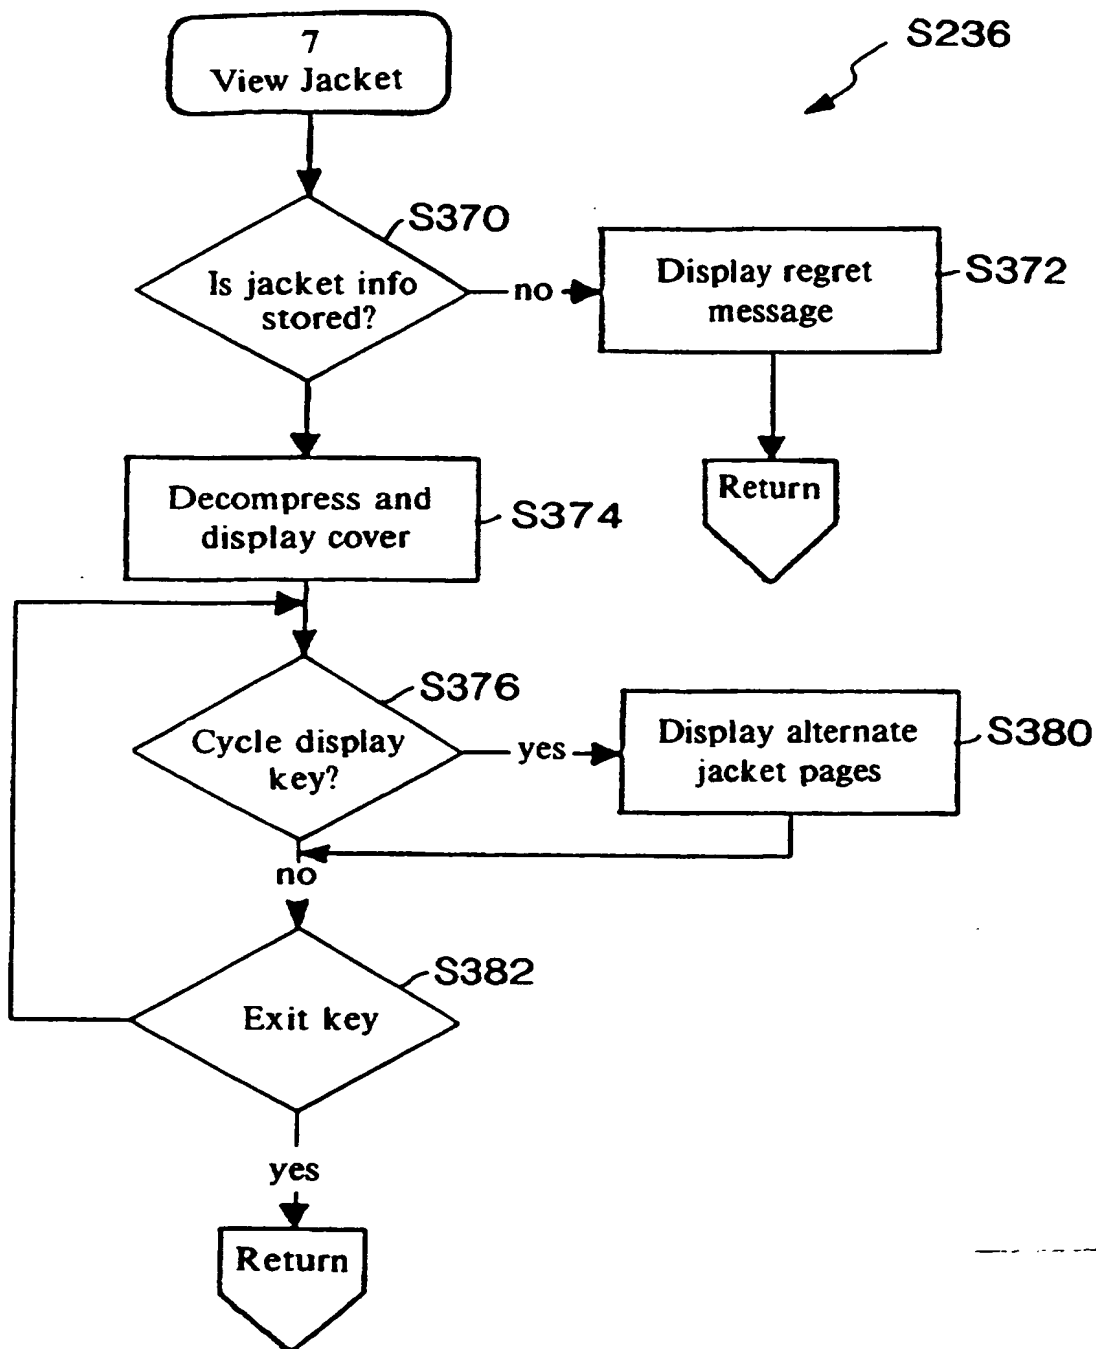 7
View Jacket
S236
S370
Is jacket info
stored?
no
Display regret
message
S372
Return
Decompress and
display cover
S374
S376
Cycle display
key?
yes
Display alternate
jacket pages
S380
no
S382
Exit key
yes
Return